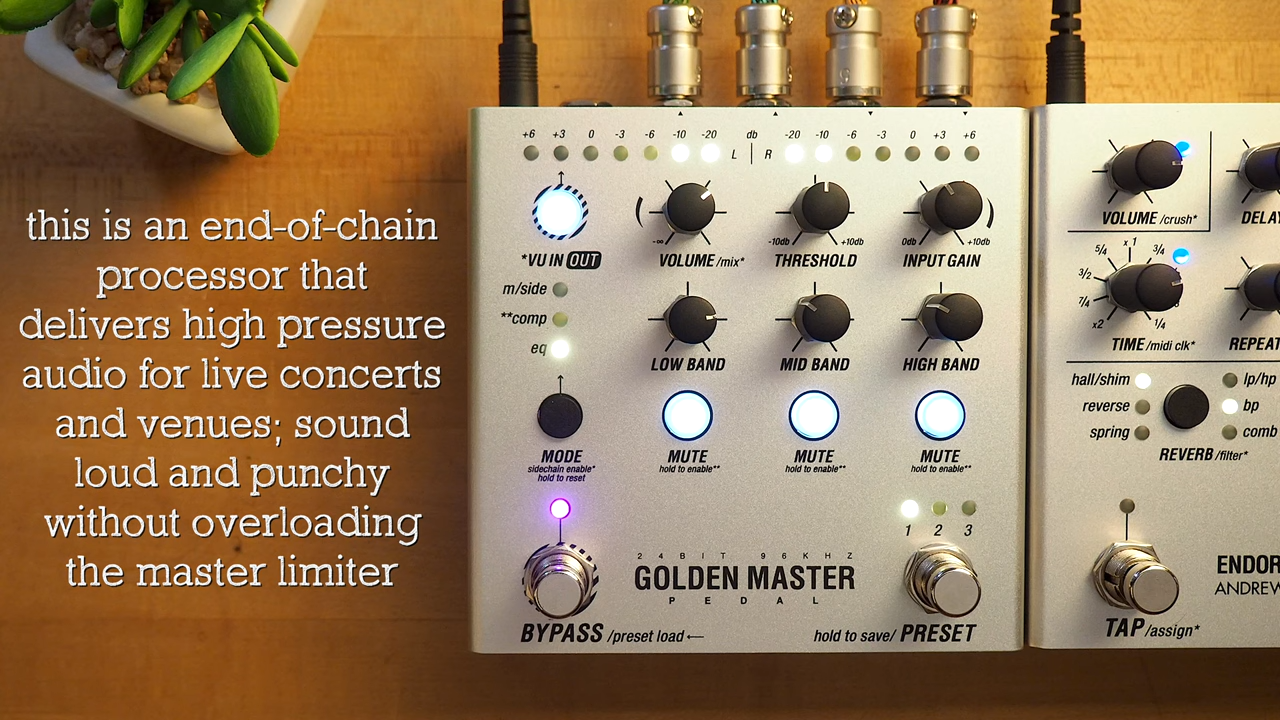 this is an end-of-chain
processor that
delivers high pressure
audio for live concerts
and venues; sound
loud and punchy
without overloading
the master limiter
+6 +3 0 -3 -6 -10 -20 db -20 -10 -6 -3 0 +3 +6
L R
*VU IN OUT
-∞
VOLUME /mix*
-10db +10db
THRESHOLD
0db +10db
INPUT GAIN
m/side
**comp
eq
LOW BAND
MID BAND
HIGH BAND
MODE
sidechain enable*
hold to reset
MUTE
hold to enable**
MUTE
hold to enable**
MUTE
hold to enable**
1 2 3
24BIT 96KHZ
GOLDEN MASTER
PEDAL
BYPASS /preset load
hold to save/ PRESET
VOLUME /crush*
DELAY
x 1
5/4 3/4
3/2
7/4
x2 1/4
TIME /midi clk*
REPEAT
hall/shim
reverse
spring
lp/hp
bp
comb
REVERB /filter*
TAP /assign*
ENDOR
ANDREW